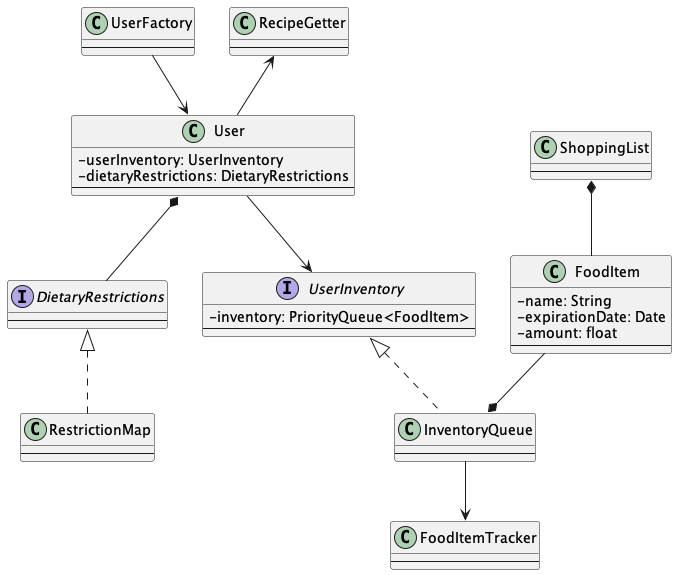 C UserFactory
C RecipeGetter
C User
-userInventory: UserInventory
-dietaryRestrictions: DietaryRestrictions
C ShoppingList
I DietaryRestrictions
I UserInventory
-inventory: PriorityQueue<FoodItem>
C FoodItem
-name: String
-expirationDate: Date
-amount: float
C RestrictionMap
C InventoryQueue
C FoodItemTracker